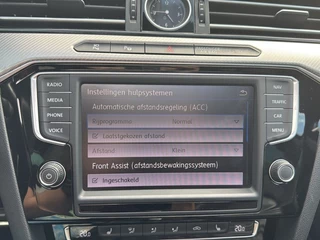 Instellingen hulpsystemen
Automatische afstandsregeling (ACC)
Rijprogramma Normal
Laatstgekozen afstand
Afstand Klein
Front Assist (afstandsbewakingssysteem)
Ingeschakeld
RADIO
MEDIA
PHONE
VOICE
NAV
TRAFFIC
CAR
MENU